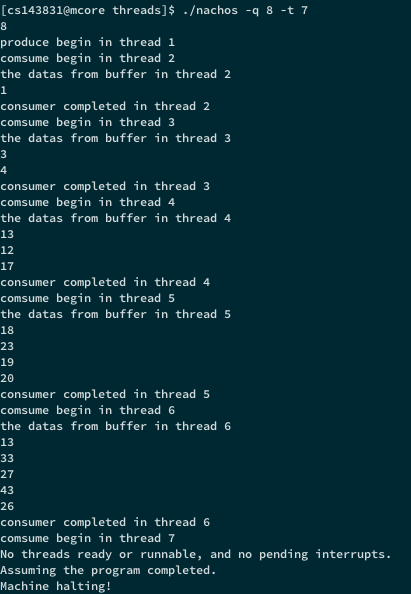 [cs143831@mcore threads]$ ./nachos -q 8 -t 7
8
produce begin in thread 1
comsume begin in thread 2
the datas from buffer in thread 2
1
consumer completed in thread 2
comsume begin in thread 3
the datas from buffer in thread 3
3
4
consumer completed in thread 3
comsume begin in thread 4
the datas from buffer in thread 4
13
12
17
consumer completed in thread 4
comsume begin in thread 5
the datas from buffer in thread 5
18
23
19
20
consumer completed in thread 5
comsume begin in thread 6
the datas from buffer in thread 6
13
33
27
43
26
consumer completed in thread 6
comsume begin in thread 7
No threads ready or runnable, and no pending interrupts.
Assuming the program completed.
Machine halting!